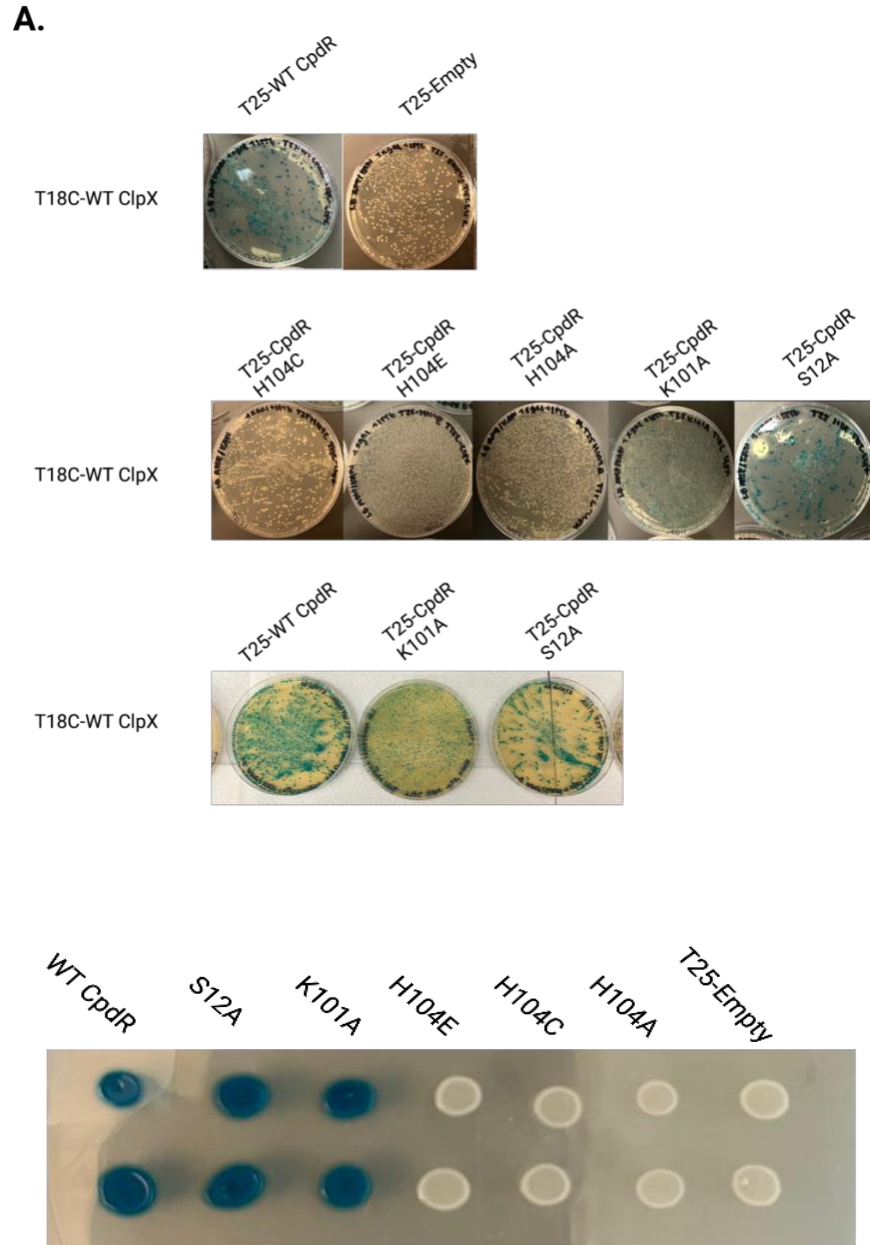 A.
T25-WT CpdR
T25-Empty
T18C-WT ClpX
T25-CpdR
H104C
T25-CpdR
H104E
T25-CpdR
H104A
T25-CpdR
K101A
T25-CpdR
S12A
T18C-WT ClpX
T25-WT CpdR
T25-CpdR
K101A
T25-CpdR
S12A
T18C-WT ClpX
WT CpdR
S12A
K101A
H104E
H104C
H104A
T25-Empty